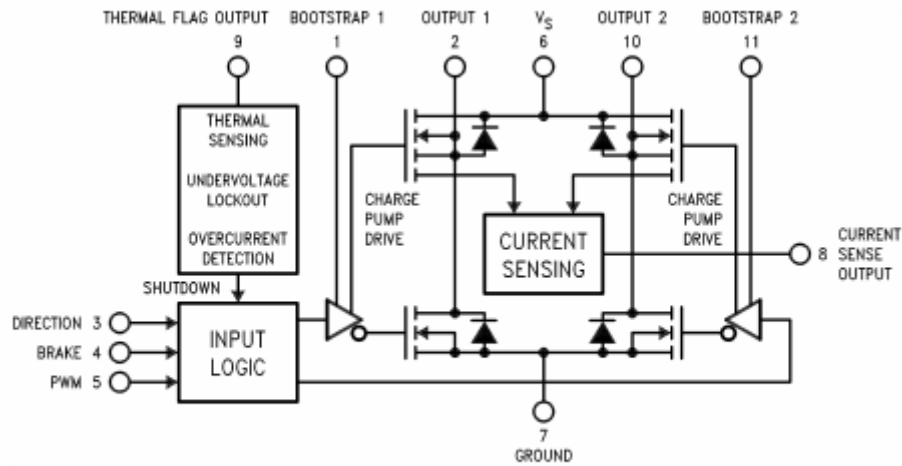 THERMAL FLAG OUTPUT
9
BOOTSTRAP 1
1
OUTPUT 1
2
VS
6
OUTPUT 2
10
BOOTSTRAP 2
11
THERMAL
SENSING
UNDERVOLTAGE
LOCKOUT
OVERCURRENT
DETECTION
CHARGE
PUMP
DRIVE
CURRENT
SENSING
CHARGE
PUMP
DRIVE
8 CURRENT
SENSE
OUTPUT
SHUTDOWN
DIRECTION 3
BRAKE 4
PWM 5
INPUT
LOGIC
7
GROUND